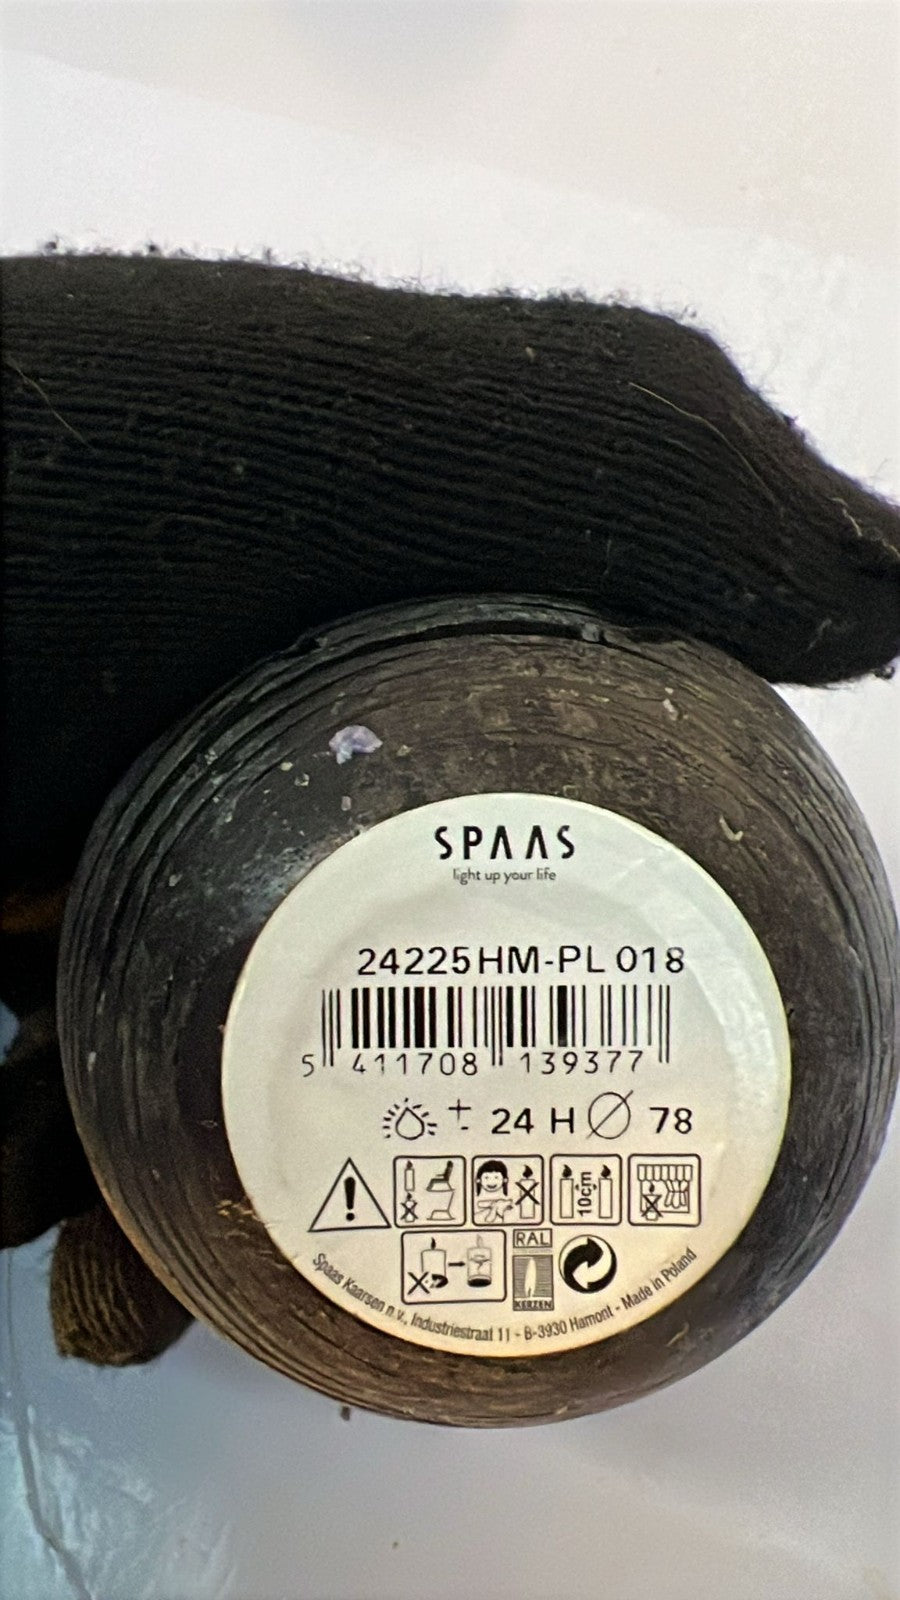 SPAAS
light up your life
24225HM-PL 018
5 411708 139377
± 24 H Ø 78
10cm
RAL
KERZEN
Spaas Kaarsen n.v., Industriestraat 11 - B-3930 Hamont - Made in Poland